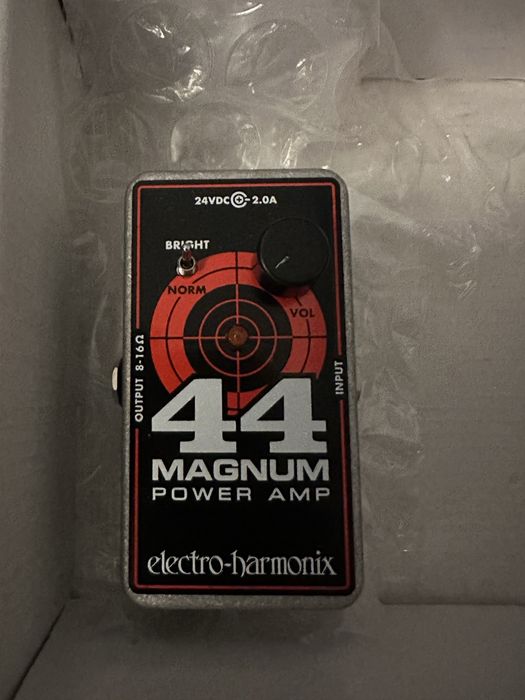 24VDC 2.0A
BRIGHT
NORM
VOL
OUTPUT 8-16Ω
INPUT
44
MAGNUM
POWER AMP
electro-harmonix